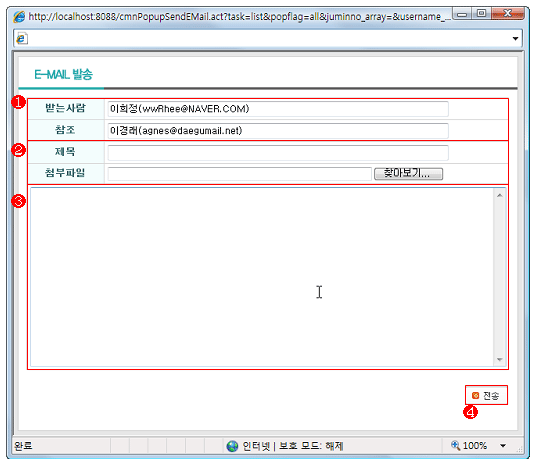 http://localhost:8088/cmnPopupSendEMail.act?task=list&popflag=all&juminno_array=&username_...
E-MAIL 발송
1
받는사람 이희정(wwRhee@NAVER.COM)
참조 이경래(agnes@daegumail.net)
2
제목
첨부파일 찾아보기...
3
전송
4
완료 인터넷 | 보호 모드: 해제 100%